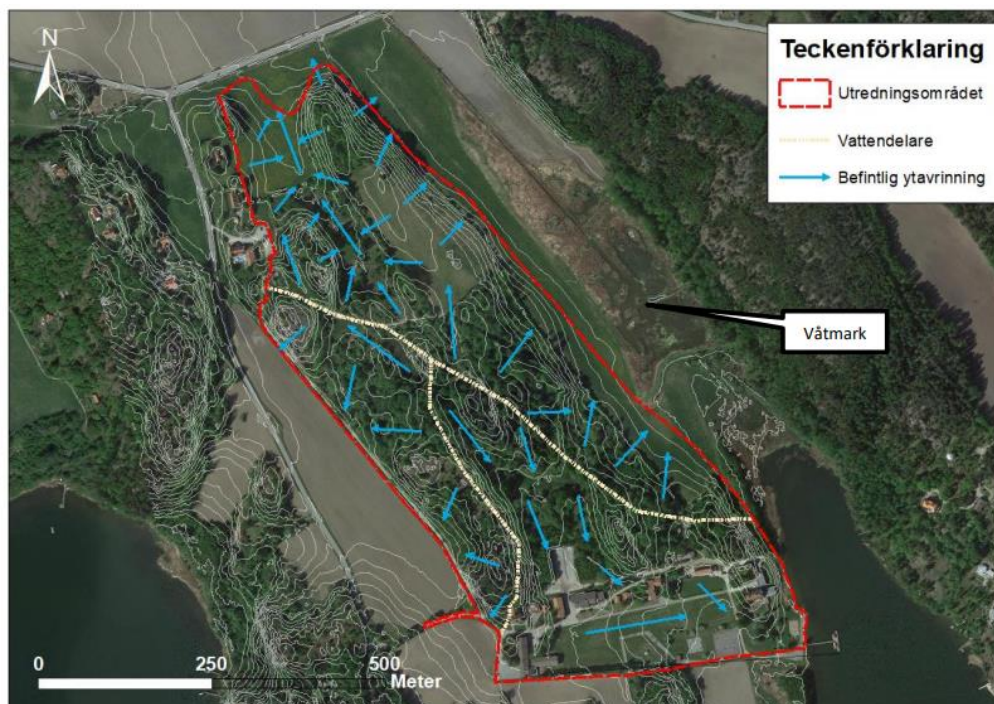 N
Teckenförklaring
Utredningsområdet
Vattendelare
Befintlig ytavrinning
Våtmark
0 250 500
Meter